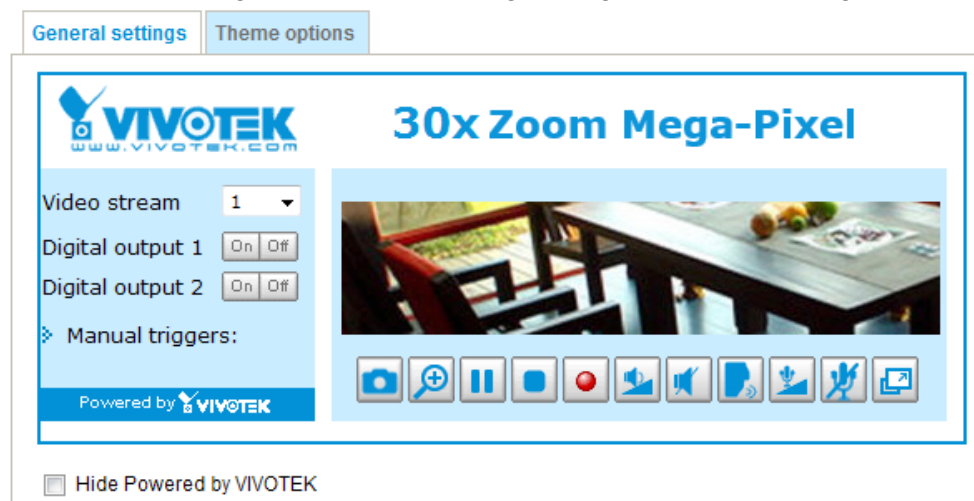 General settings
Theme options
VIVOTEK
www.vivotek.com
30x Zoom Mega-Pixel
Video stream 1
Digital output 1 On Off
Digital output 2 On Off
Manual triggers:
Powered by VIVOTEK
Hide Powered by VIVOTEK